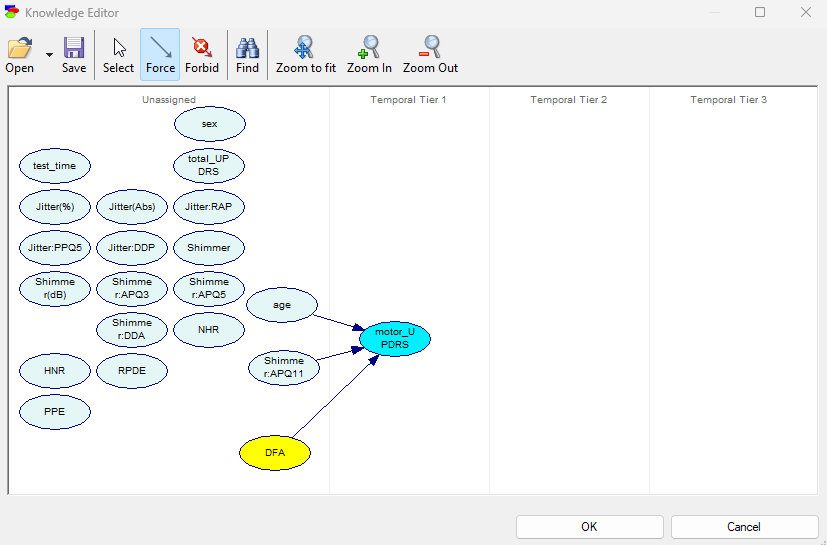 Knowledge Editor
Open
Save
Select
Force
Forbid
Find
Zoom to fit
Zoom In
Zoom Out
Unassigned
Temporal Tier 1
Temporal Tier 2
Temporal Tier 3
sex
test_time
total_UP
DRS
Jitter(%)
Jitter(Abs)
Jitter:RAP
Jitter:PPQ5
Jitter:DDP
Shimmer
Shimme
r(dB)
Shimme
r:APQ3
Shimme
r:APQ5
age
Shimme
r:DDA
NHR
motor_U
PDRS
HNR
RPDE
Shimme
r:APQ11
PPE
DFA
OK
Cancel